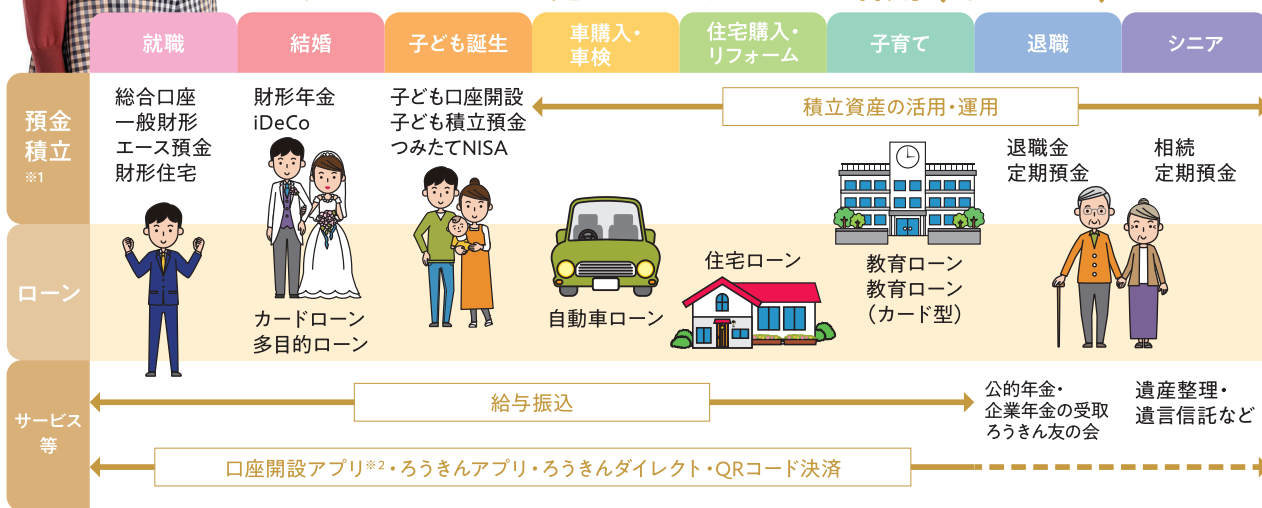 就職
結婚
子ども誕生
車購入・
車検
住宅購入・
リフォーム
子育て
退職
シニア
預金
積立
※1
総合口座
一般財形
エース預金
財形住宅
財形年金
iDeCo
子ども口座開設
子ども積立預金
つみたてNISA
積立資産の活用・運用
退職金
定期預金
相続
定期預金
ローン
カードローン
多目的ローン
自動車ローン
住宅ローン
教育ローン
教育ローン
（カード型）
サービス
等
給与振込
公的年金・
企業年金の受取
ろうきん友の会
遺産整理・
遺言信託など
口座開設アプリ※2・ろうきんアプリ・ろうきんダイレクト・QRコード決済